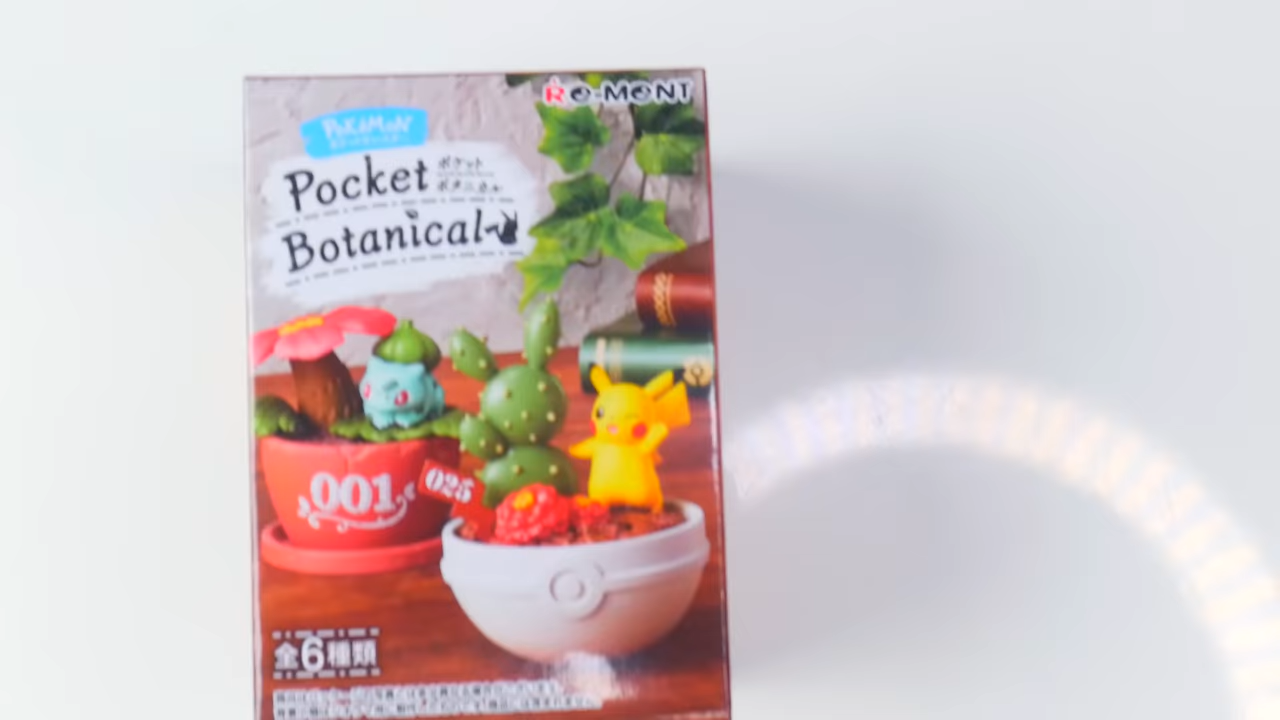 RE-MENT
POKÉMON
Pocket ポケット
Botanical ボタニカル
001
025
全6種類